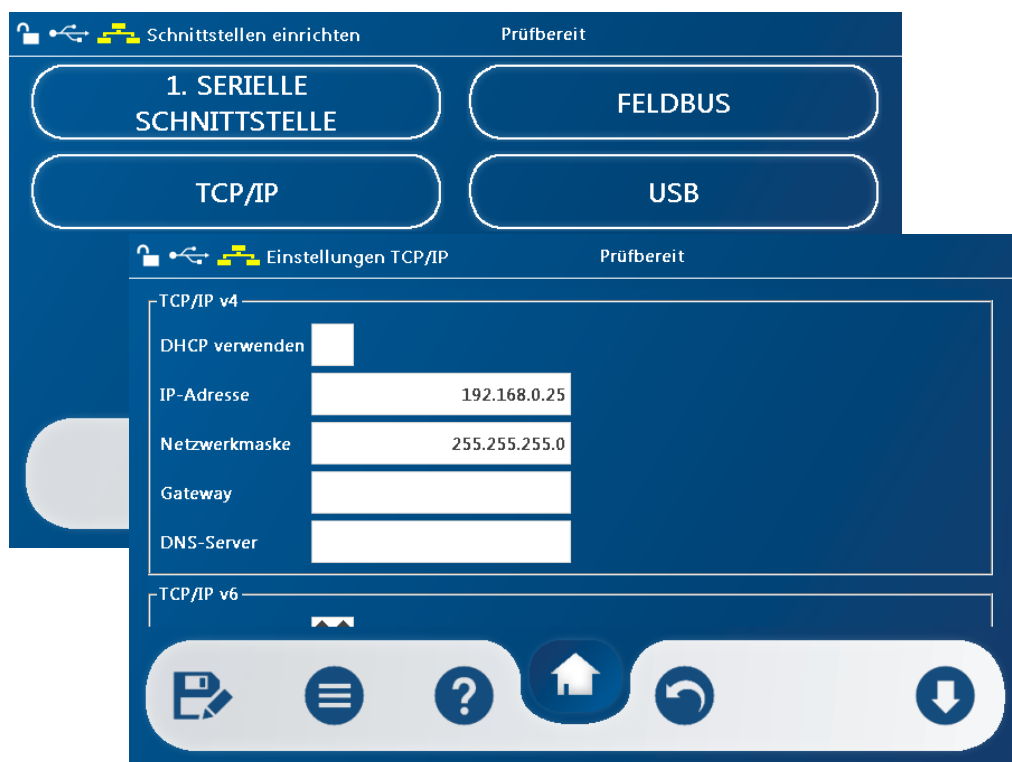 Schnittstellen einrichten Prüfbereit
1. SERIELLE
SCHNITTSTELLE
FELDBUS
TCP/IP
USB
Einstellungen TCP/IP Prüfbereit
TCP/IP v4
DHCP verwenden
IP-Adresse 192.168.0.25
Netzwerkmaske 255.255.255.0
Gateway
DNS-Server
TCP/IP v6
?